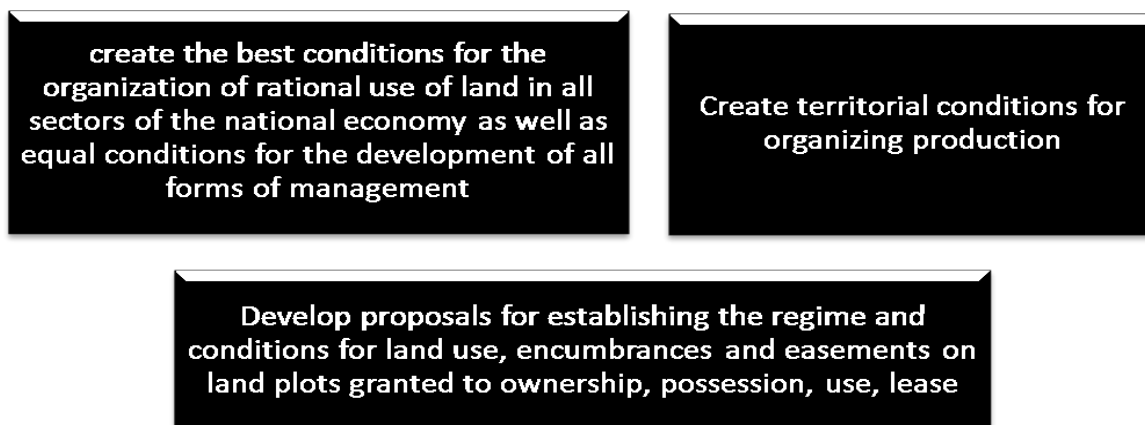 create the best conditions for the
organization of rational use of land in all
sectors of the national economy as well as
equal conditions for the development of all
forms of management
Create territorial conditions for
organizing production
Develop proposals for establishing the regime and
conditions for land use, encumbrances and easements on
land plots granted to ownership, possession, use, lease